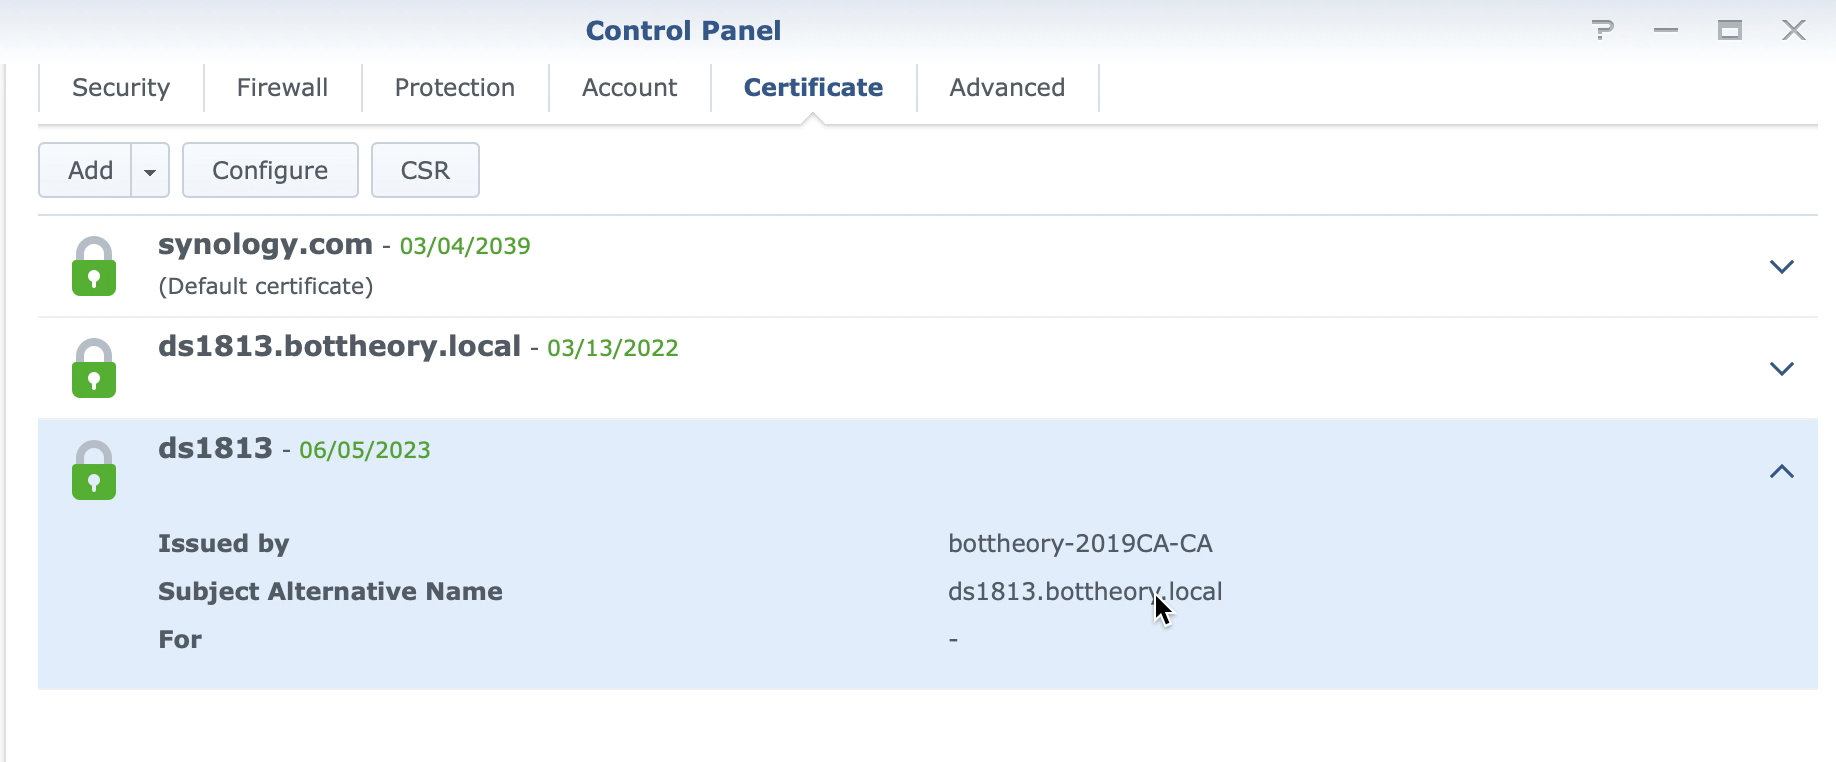 Control Panel
Security Firewall Protection Account Certificate Advanced
Add Configure CSR
synology.com - 03/04/2039
(Default certificate)
ds1813.bottheory.local - 03/13/2022
ds1813 - 06/05/2023
Issued by bottheory-2019CA-CA
Subject Alternative Name ds1813.bottheory.local
For -